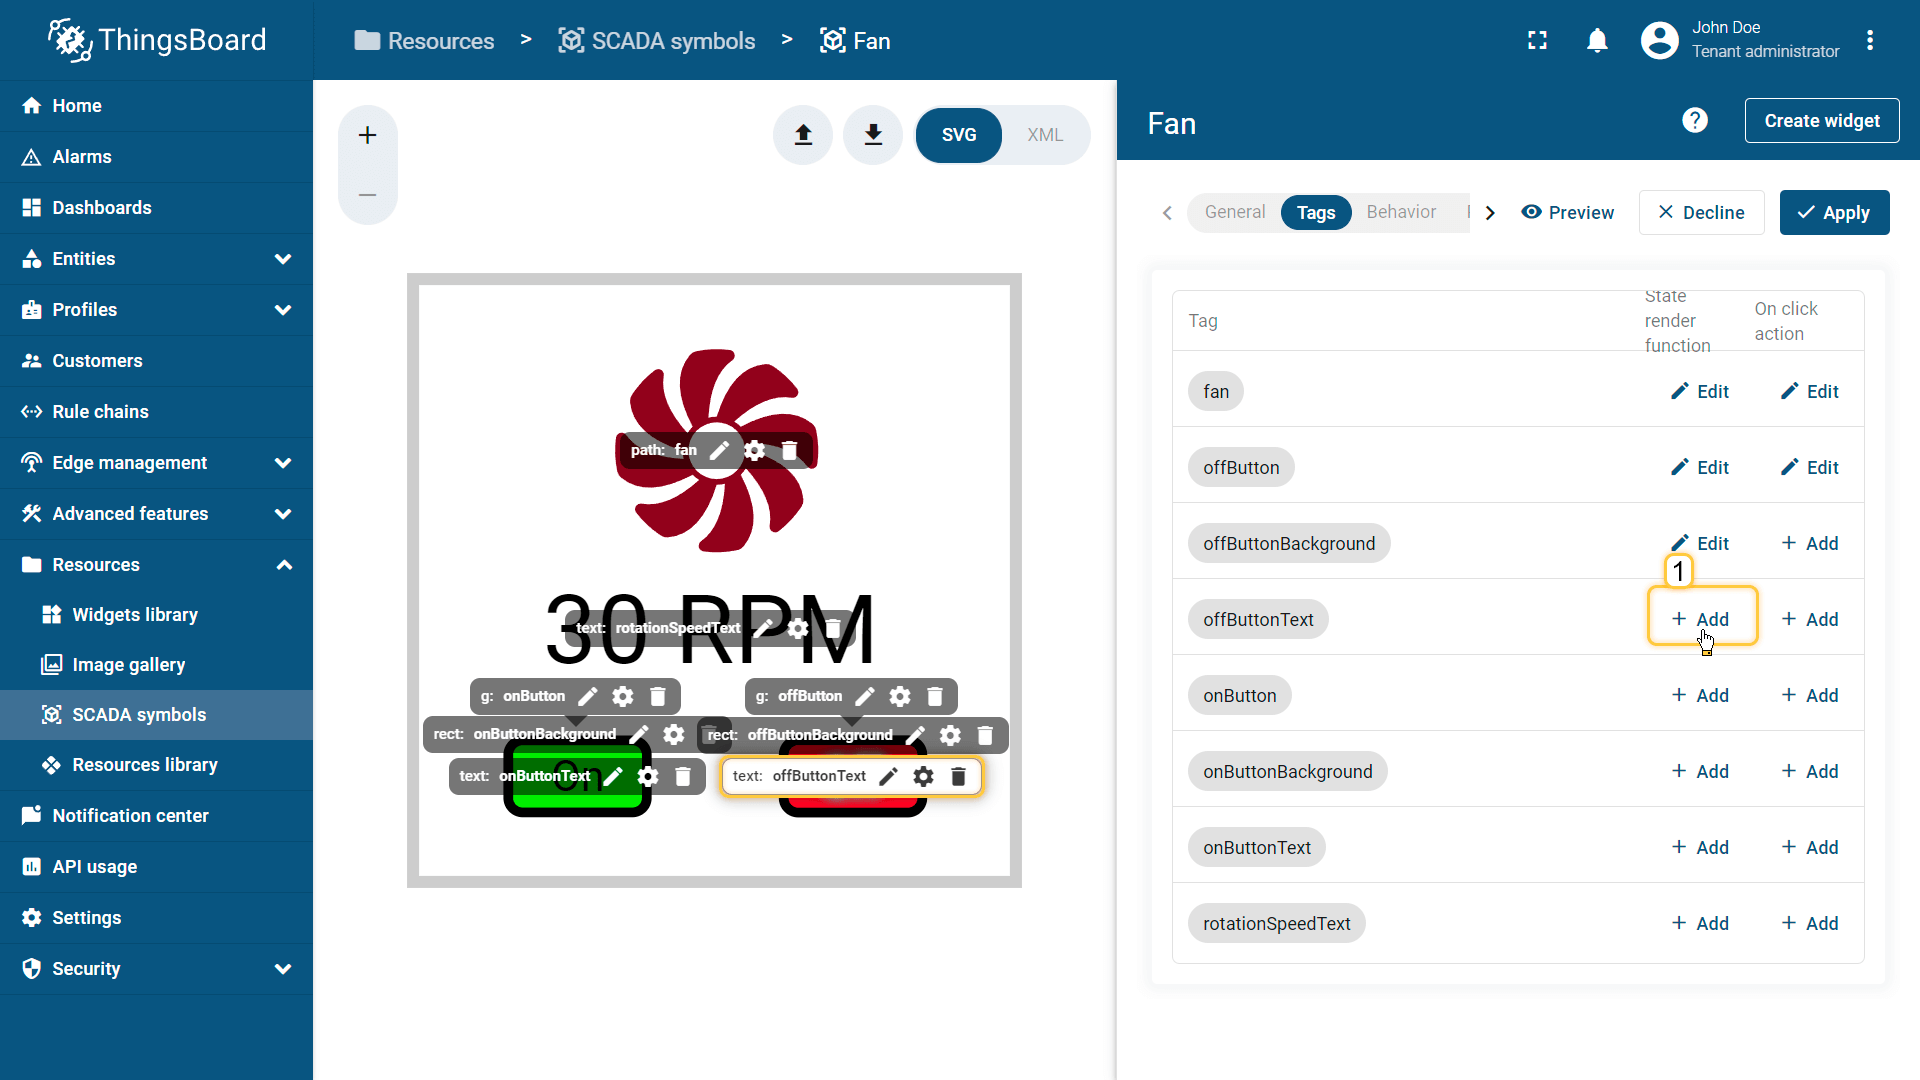 ThingsBoard
Resources > SCADA symbols > Fan
John Doe
Tenant administrator
Home
Alarms
Dashboards
Entities
Profiles
Customers
Rule chains
Edge management
Advanced features
Resources
Widgets library
Image gallery
SCADA symbols
Resources library
Notification center
API usage
Settings
Security
+
−
SVG XML
path: fan
30 RPM
text: rotationSpeedText
g: onButton
g: offButton
rect: onButtonBackground
rect: offButtonBackground
On
text: onButtonText
text: offButtonText
Fan
? Create widget
General Tags Behavior
Preview Decline Apply
Tag
State render function
On click action
fan Edit Edit
offButton Edit Edit
offButtonBackground Edit + Add
1
offButtonText + Add + Add
onButton + Add + Add
onButtonBackground + Add + Add
onButtonText + Add + Add
rotationSpeedText + Add + Add